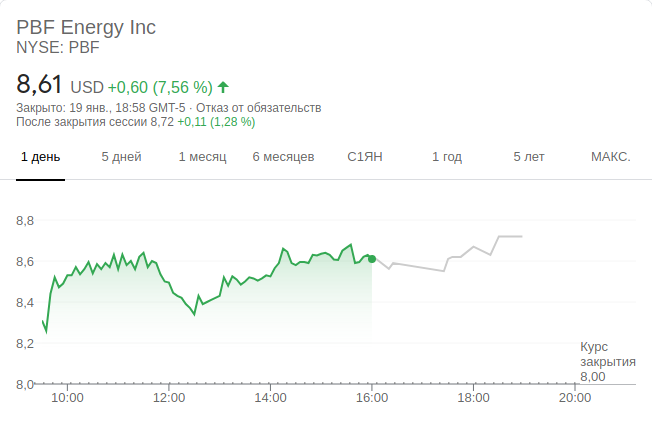 PBF Energy Inc
NYSE: PBF
8,61 USD +0,60 (7,56 %)
Закрыто: 19 янв., 18:58 GMT-5 · Отказ от обязательств
После закрытия сессии 8,72 +0,11 (1,28 %)
1 день 5 дней 1 месяц 6 месяцев С1ЯН 1 год 5 лет МАКС.
8,8
8,6
8,4
8,2
8,0
Курс
закрытия
8,00
10:00 12:00 14:00 16:00 18:00 20:00